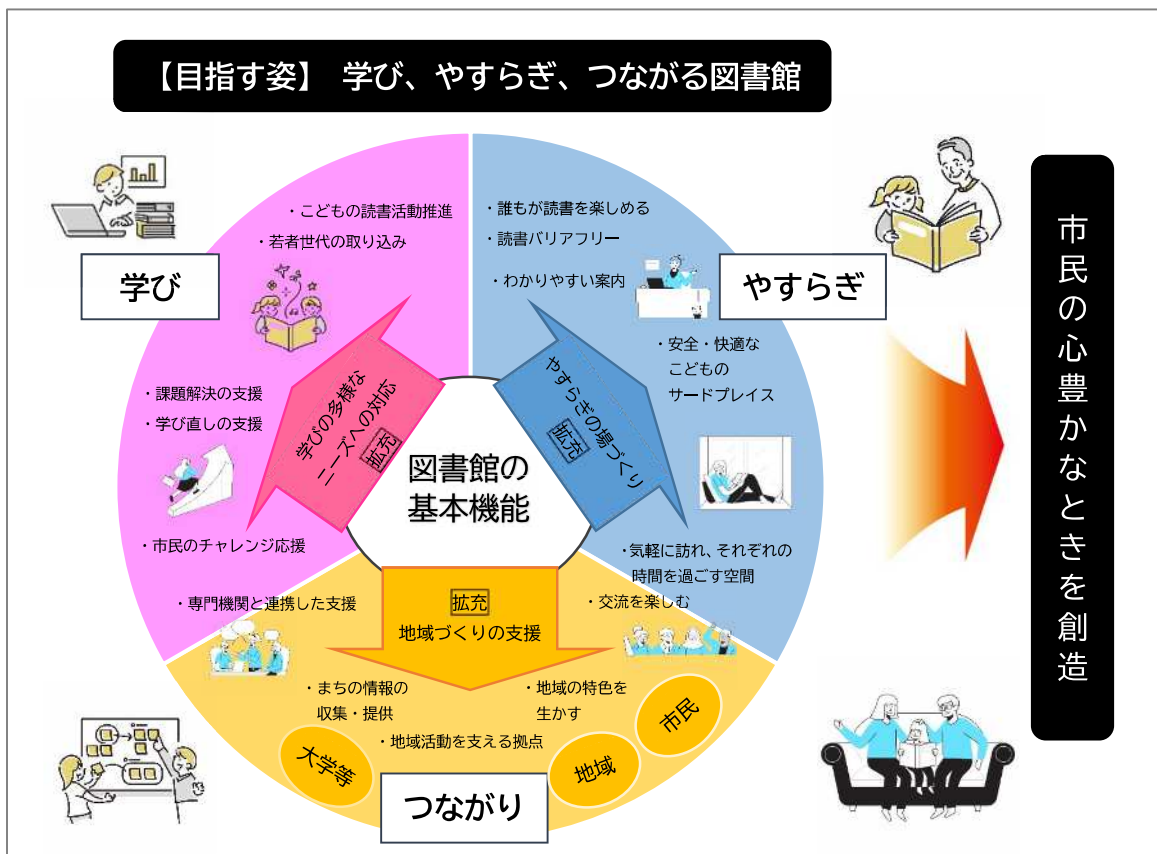 【目指す姿】 学び、やすらぎ、つながる図書館
学び
・こどもの読書活動推進
・若者世代の取り込み
・課題解決の支援
・学び直しの支援
・市民のチャレンジ応援
学びの多様な
ニーズへの対応
拡充
やすらぎ
・誰もが読書を楽しめる
・読書バリアフリー
・わかりやすい案内
・安全・快適な
こどもの
サードプレイス
・気軽に訪れ、それぞれの
時間を過ごす空間
・交流を楽しむ
やすらぎの場づくり
拡充
図書館の
基本機能
拡充
地域づくりの支援
・専門機関と連携した支援
・まちの情報の
収集・提供
・地域の特色を
生かす
・地域活動を支える拠点
大学等
地域
市民
つながり
市民の心豊かなときを創造